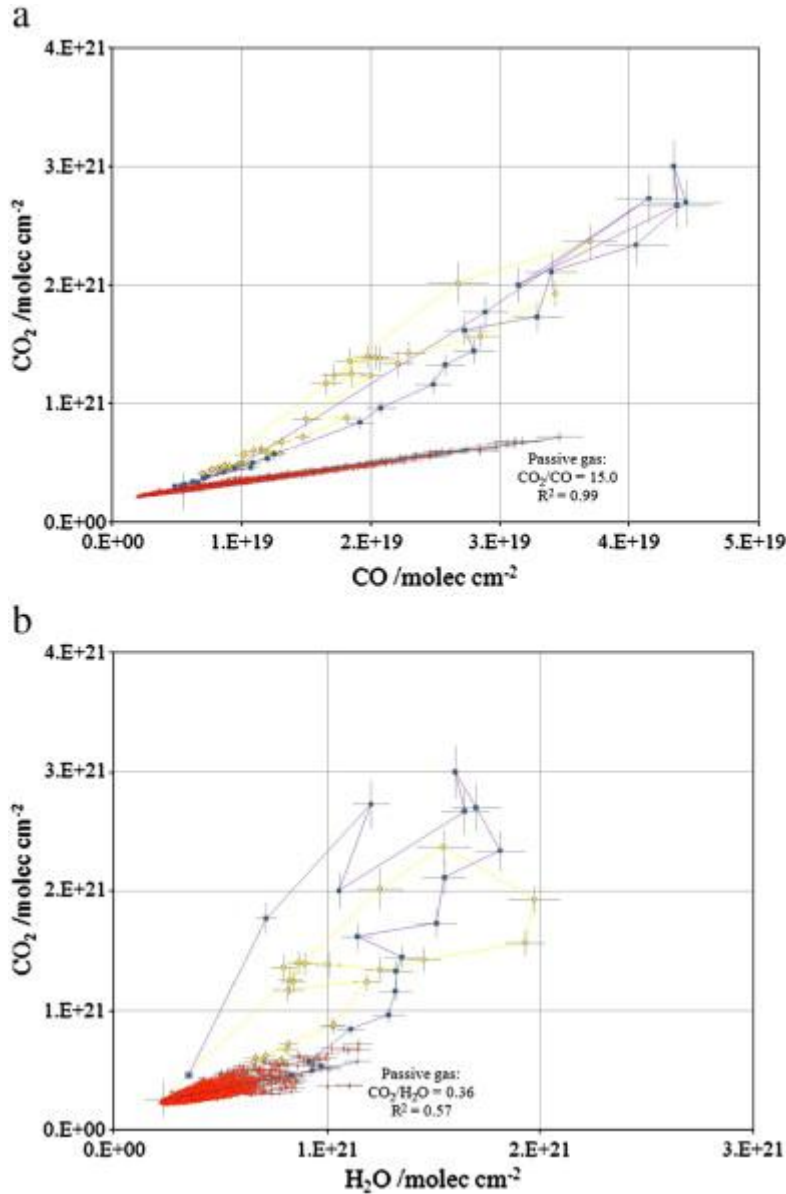 a
4.E+21
3.E+21
2.E+21
1.E+21
0.E+00
CO₂ /molec cm⁻²
Passive gas:
CO₂/CO = 15.0
R² = 0.99
0.E+00 1.E+19 2.E+19 3.E+19 4.E+19 5.E+19
CO /molec cm⁻²
b
4.E+21
3.E+21
2.E+21
1.E+21
0.E+00
CO₂ /molec cm⁻²
Passive gas:
CO₂/H₂O = 0.36
R² = 0.57
0.E+00 1.E+21 2.E+21 3.E+21
H₂O /molec cm⁻²